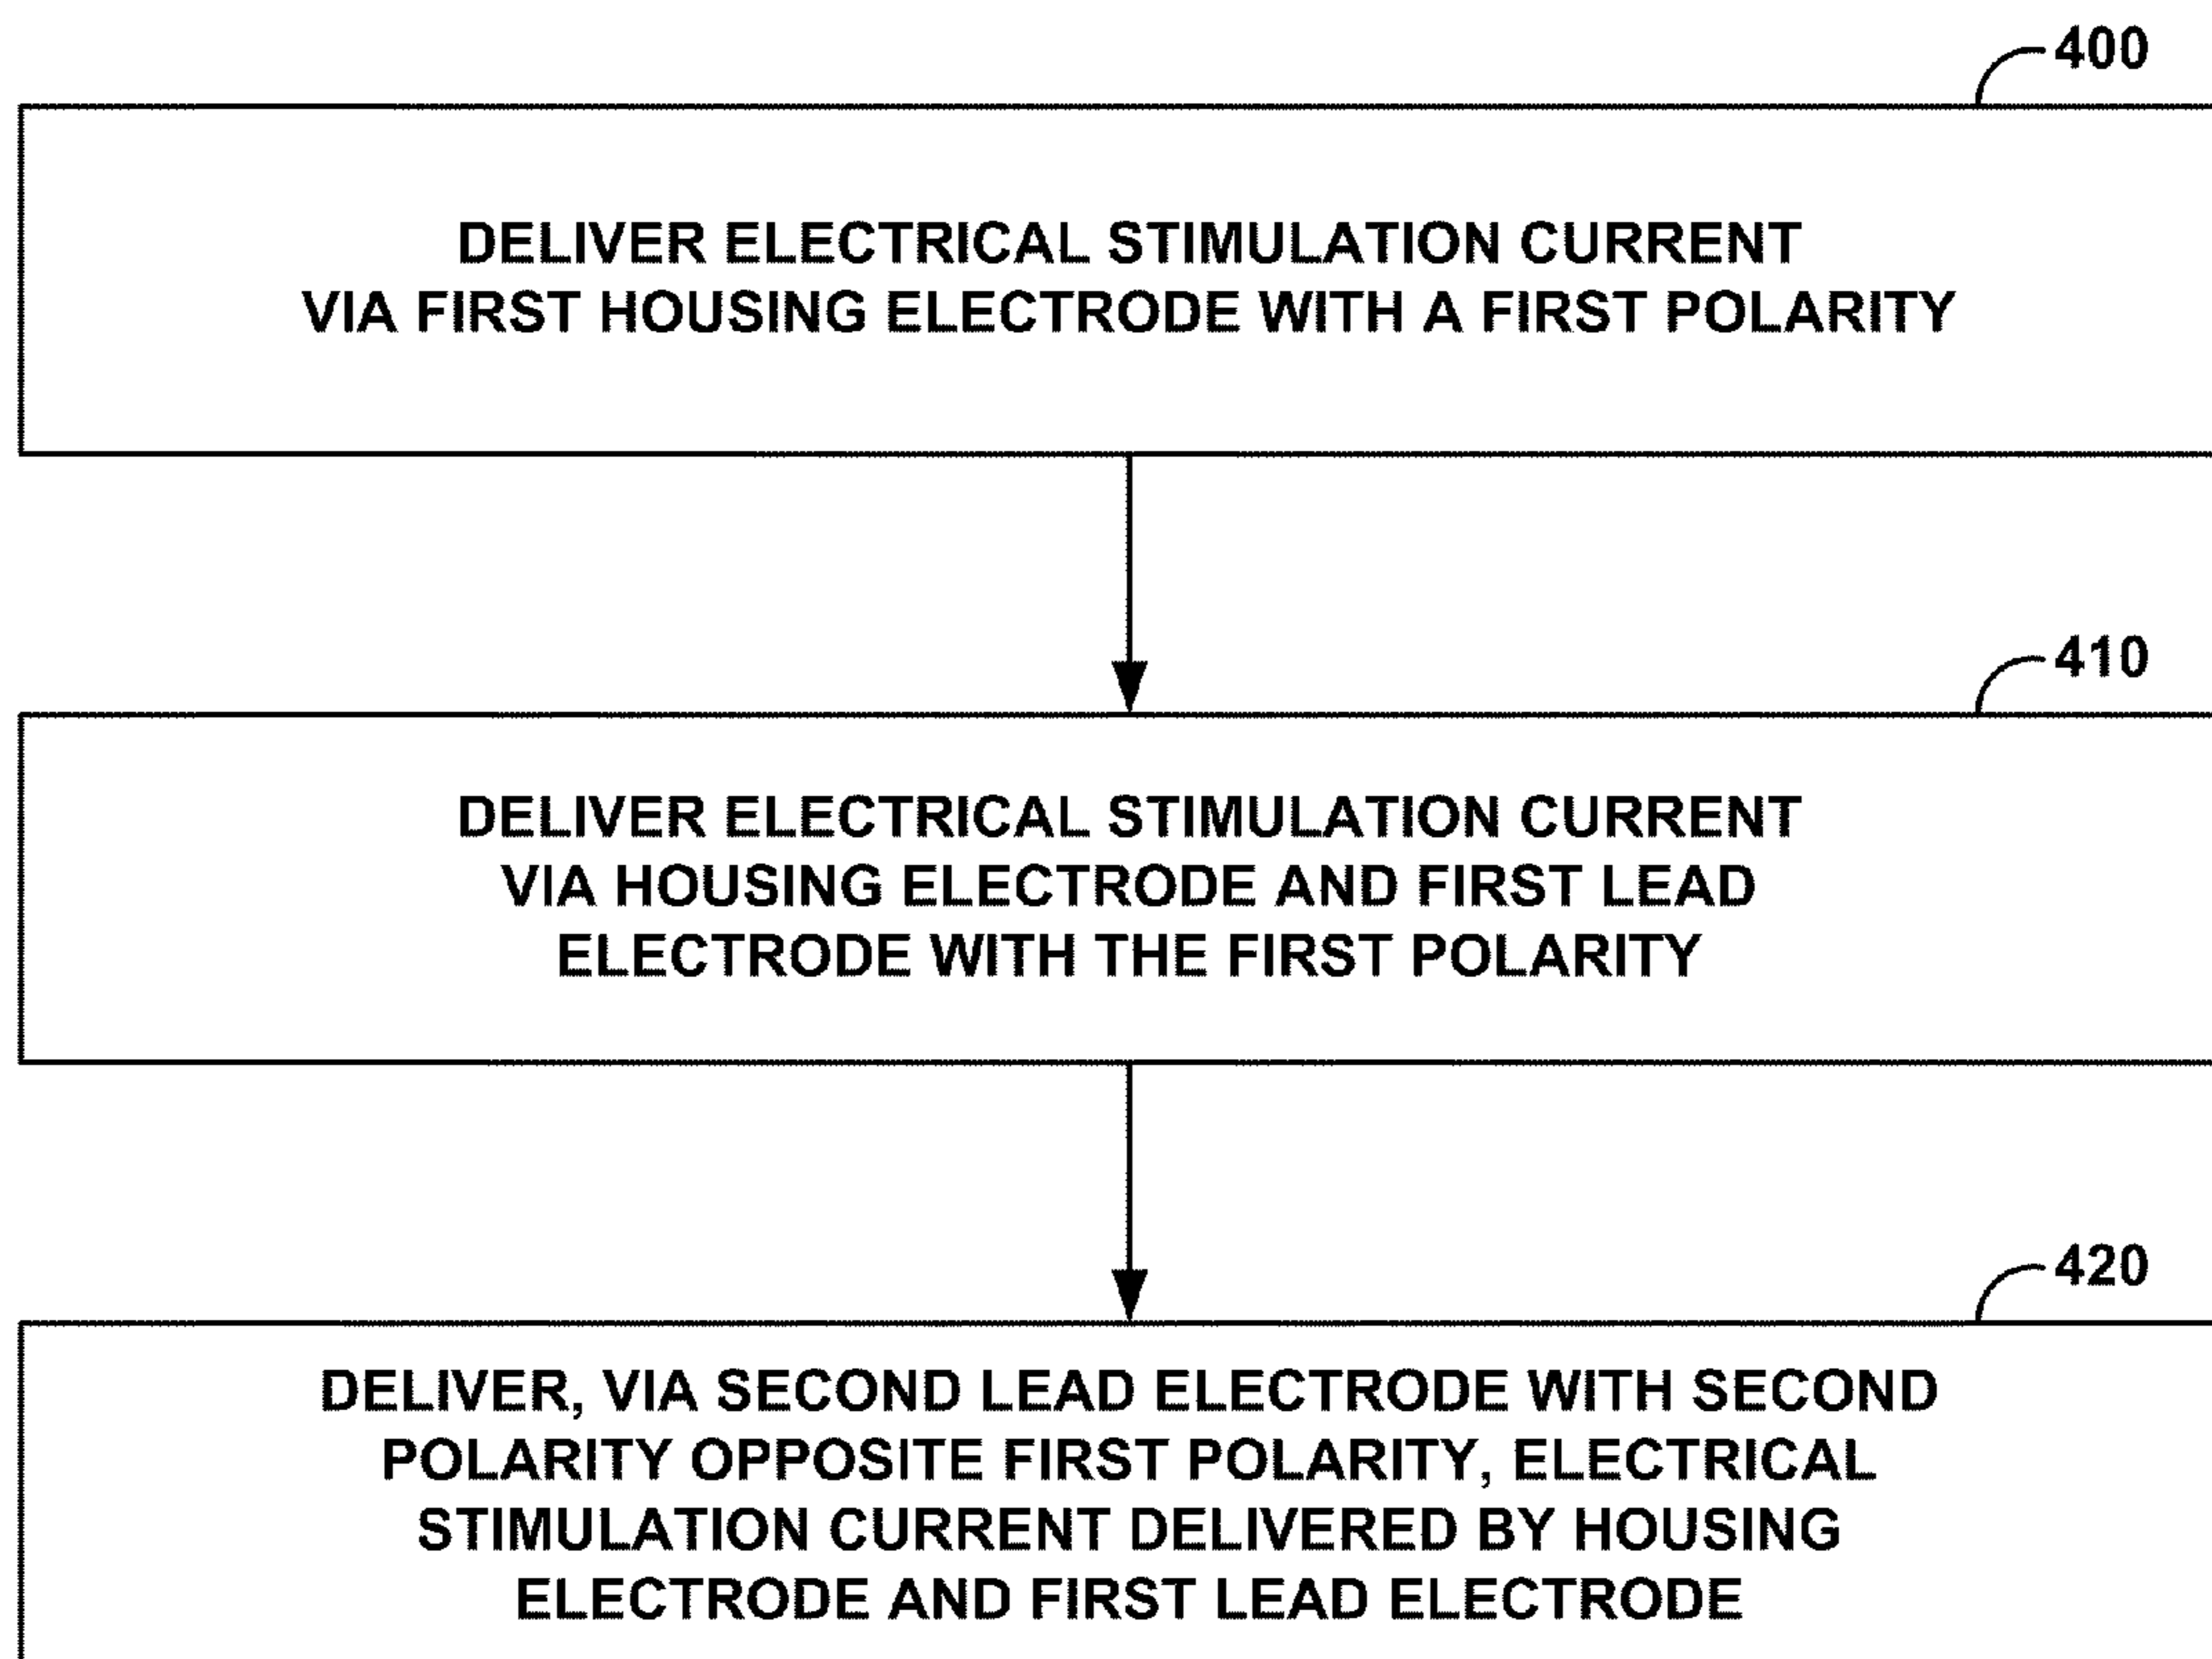 400
DELIVER ELECTRICAL STIMULATION CURRENT
VIA FIRST HOUSING ELECTRODE WITH A FIRST POLARITY
410
DELIVER ELECTRICAL STIMULATION CURRENT
VIA HOUSING ELECTRODE AND FIRST LEAD
ELECTRODE WITH THE FIRST POLARITY
420
DELIVER, VIA SECOND LEAD ELECTRODE WITH SECOND
POLARITY OPPOSITE FIRST POLARITY, ELECTRICAL
STIMULATION CURRENT DELIVERED BY HOUSING
ELECTRODE AND FIRST LEAD ELECTRODE